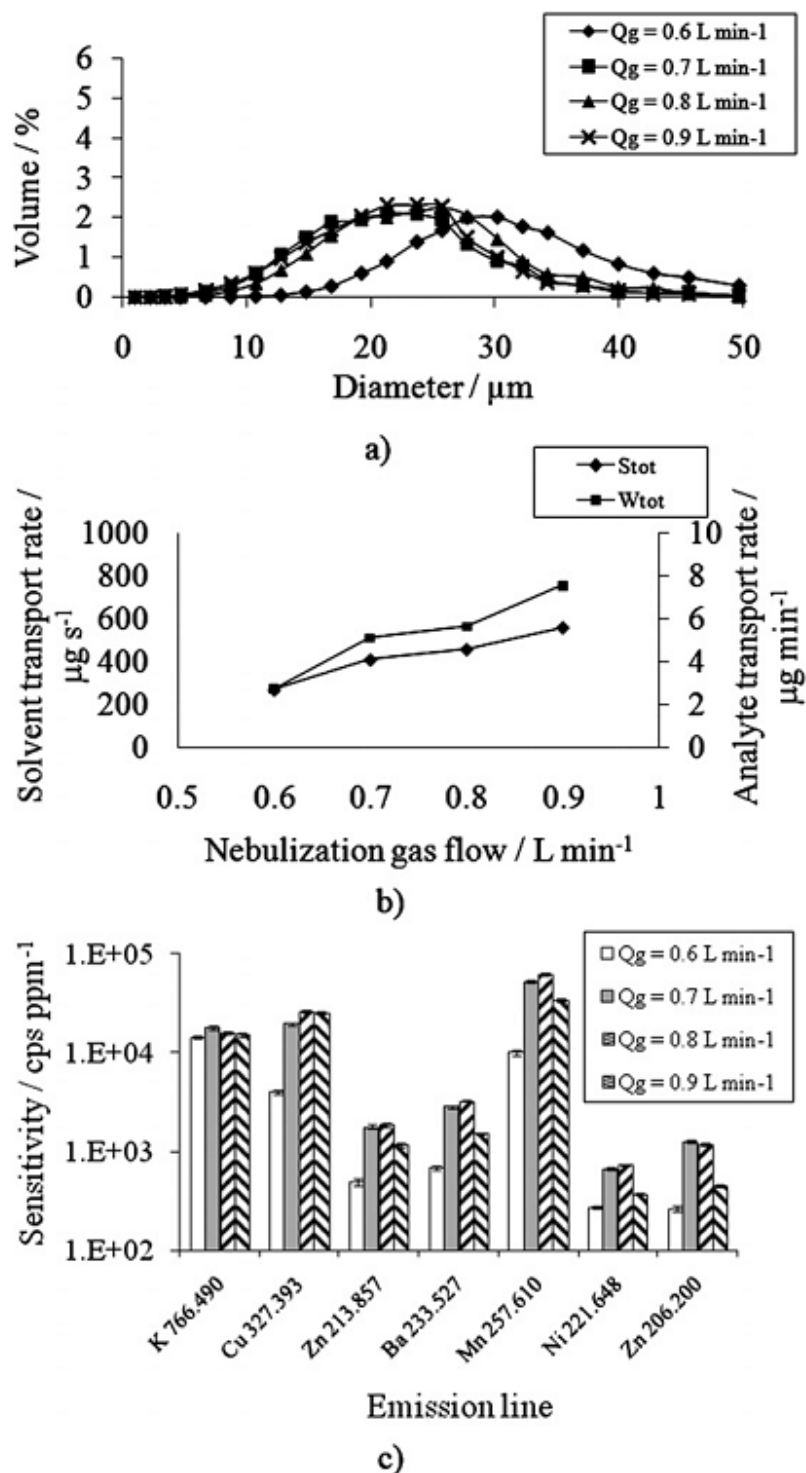 Qg = 0.6 L min-1
Qg = 0.7 L min-1
Qg = 0.8 L min-1
Qg = 0.9 L min-1
Volume / %
6
5
4
3
2
1
0
0 10 20 30 40 50
Diameter / µm
a)
Stot
Wtot
Solvent transport rate /
µg s-1
1000
800
600
400
200
0
10
8
6
4
2
0
Analyte transport rate /
µg min-1
0.5 0.6 0.7 0.8 0.9 1
Nebulization gas flow / L min-1
b)
Sensitivity / cps ppm-1
1.E+05
1.E+04
1.E+03
1.E+02
Qg = 0.6 L min-1
Qg = 0.7 L min-1
Qg = 0.8 L min-1
Qg = 0.9 L min-1
K 766.490
Cu 327.393
Zn 213.857
Ba 233.527
Mn 257.610
Ni 221.648
Zn 206.200
Emission line
c)